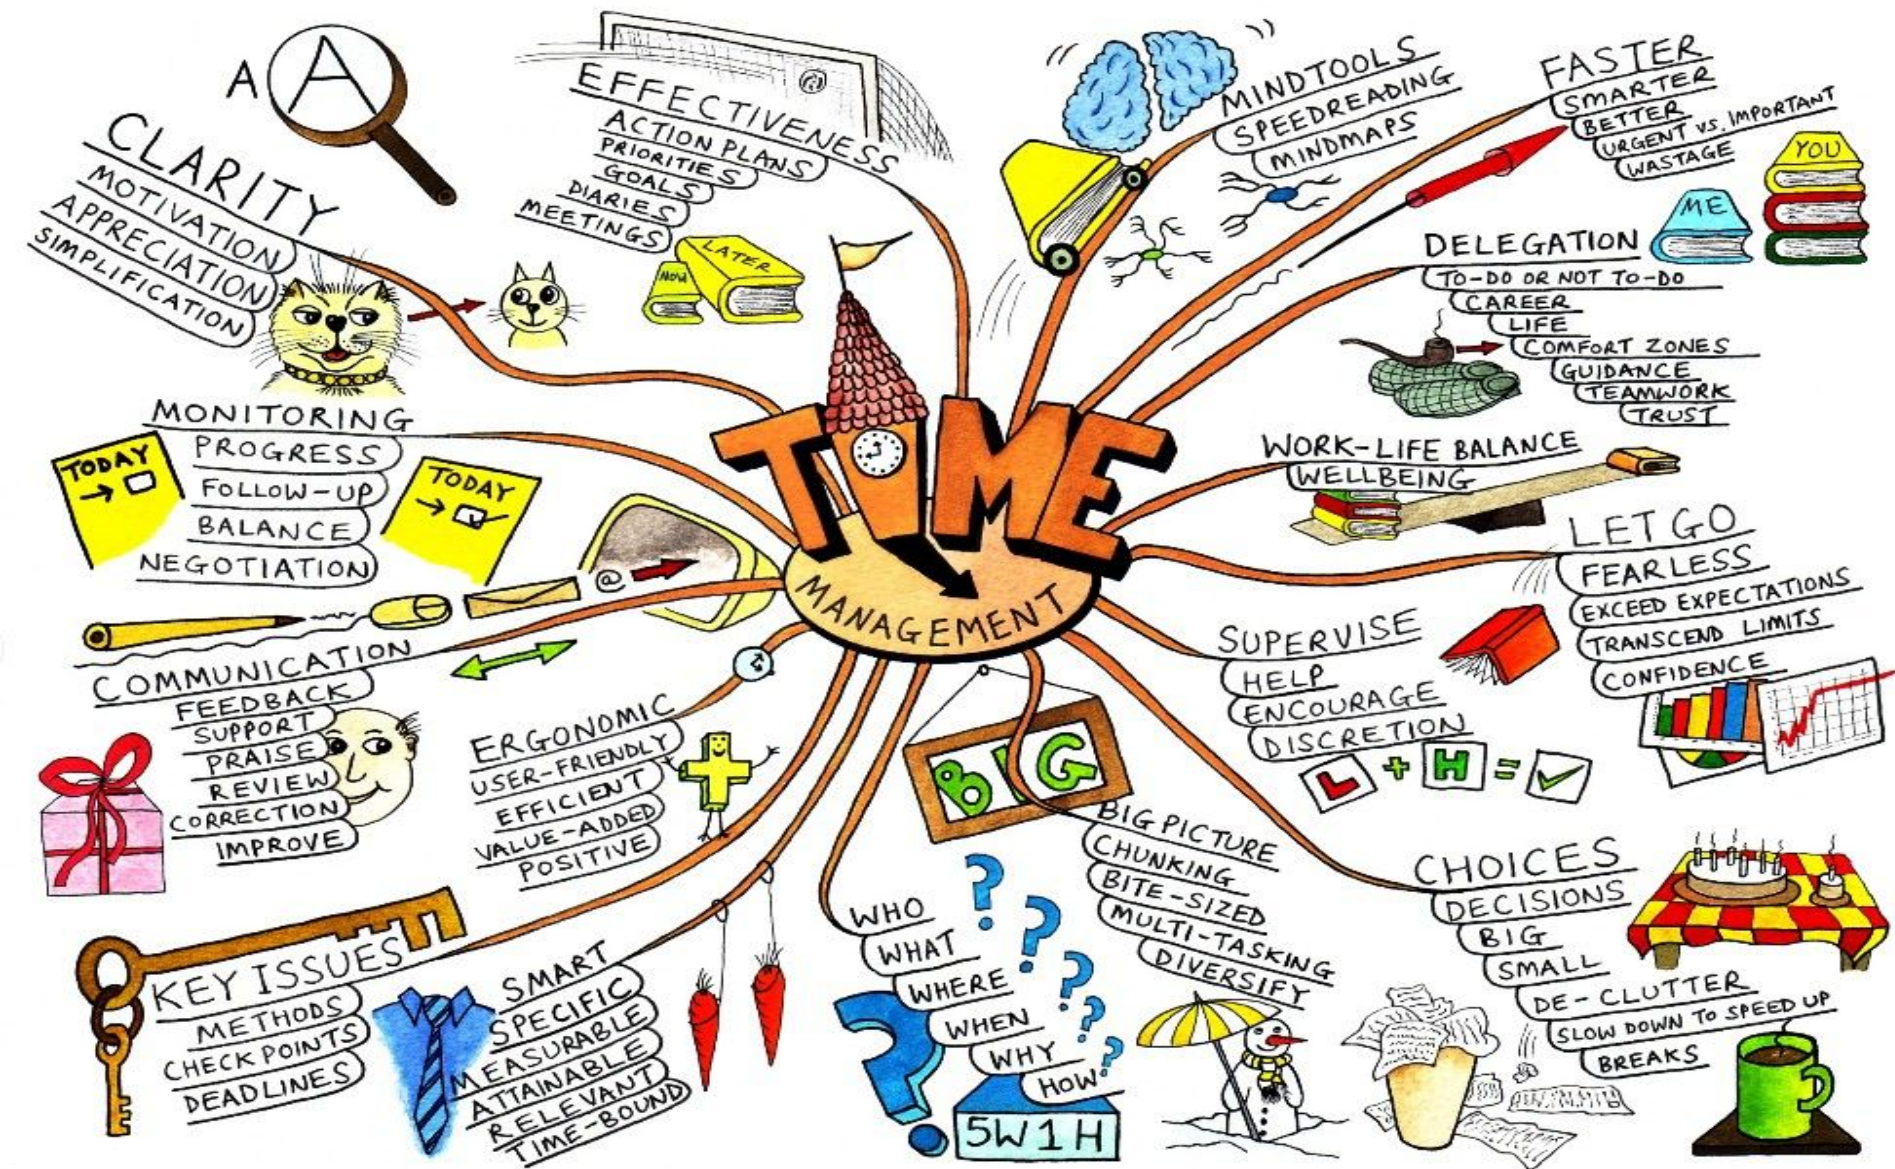 TIME
MANAGEMENT
A A
CLARITY
MOTIVATION
APPRECIATION
SIMPLIFICATION
EFFECTIVENESS
ACTION PLANS
PRIORITIES
GOALS
DIARIES
MEETINGS
NOW
LATER
MINDTOOLS
SPEEDREADING
MINDMAPS
FASTER
SMARTER
BETTER
URGENT VS. IMPORTANT
WASTAGE
YOU
ME
DELEGATION
TO-DO OR NOT TO-DO
CAREER
LIFE
COMFORT ZONES
GUIDANCE
TEAMWORK
TRUST
WORK-LIFE BALANCE
WELLBEING
LET GO
FEARLESS
EXCEED EXPECTATIONS
TRANSCEND LIMITS
CONFIDENCE
SUPERVISE
HELP
ENCOURAGE
DISCRETION
L + H = ✓
CHOICES
DECISIONS
BIG
SMALL
DE-CLUTTER
SLOW DOWN TO SPEED UP
BREAKS
BIG
BIG PICTURE
CHUNKING
BITE-SIZED
MULTI-TASKING
DIVERSIFY
WHO
WHAT
WHERE
WHEN
WHY
HOW
? ? ? ? ? ?
5W1H
SMART
SPECIFIC
MEASURABLE
ATTAINABLE
RELEVANT
TIME-BOUND
KEY ISSUES
METHODS
CHECK POINTS
DEADLINES
ERGONOMIC
USER-FRIENDLY
EFFICIENT
VALUE-ADDED
POSITIVE
COMMUNICATION
FEEDBACK
SUPPORT
PRAISE
REVIEW
CORRECTION
IMPROVE
@
MONITORING
PROGRESS
FOLLOW-UP
BALANCE
NEGOTIATION
TODAY
TODAY